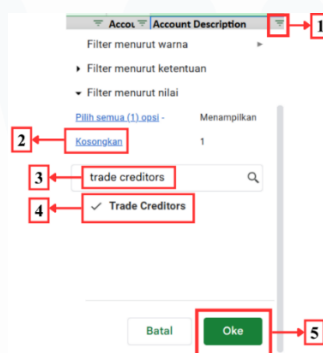 Accou Account Description 1
Filter menurut warna
Filter menurut ketentuan
Filter menurut nilai
Pilih semua (1) opsi - Menampilkan
2 Kosongkan 1
3 trade creditors
4 Trade Creditors
Batal Oke 5